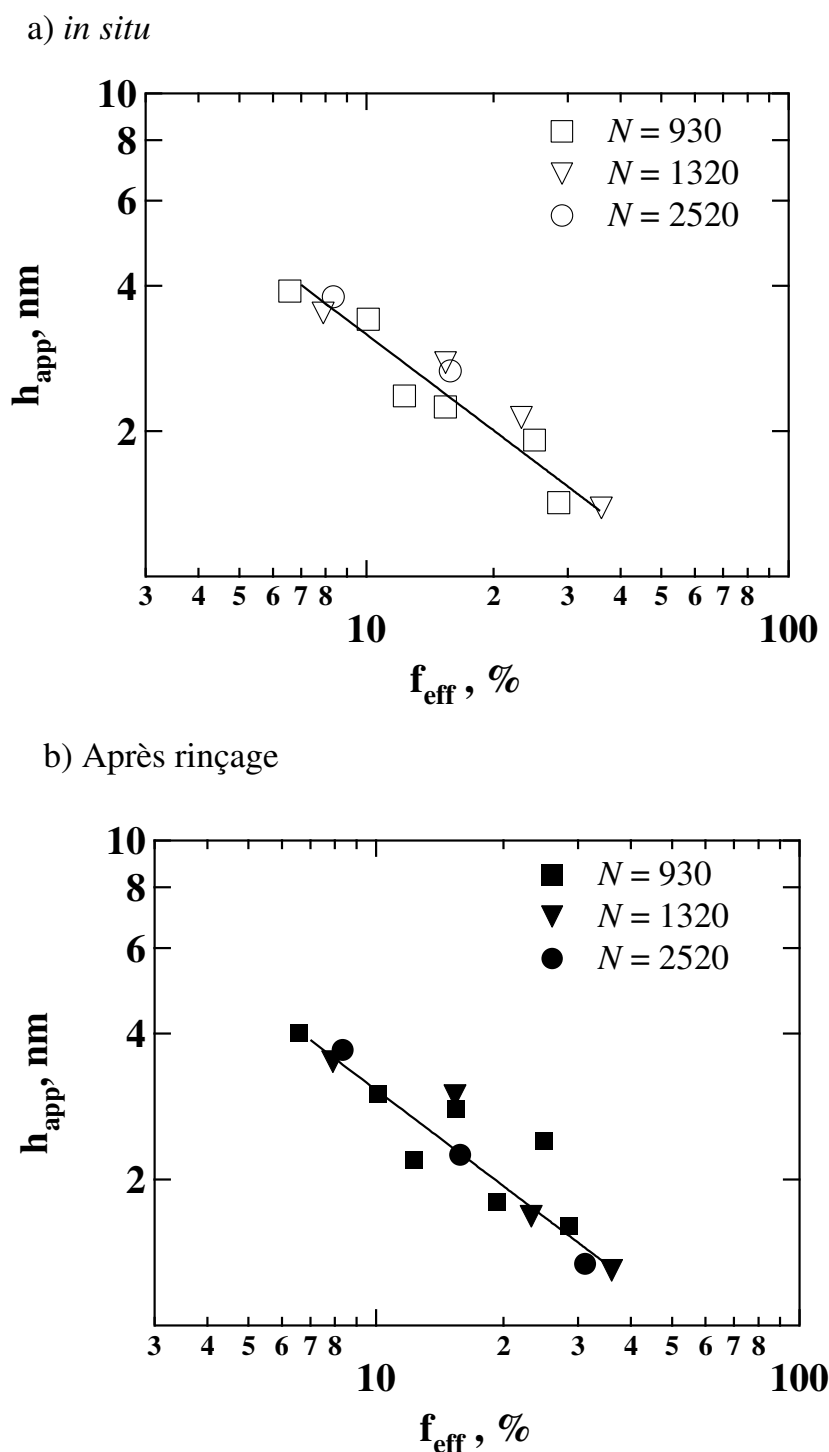 a) in situ
10
8
6
4
2
h_app, nm
N = 930
N = 1320
N = 2520
3 4 5 6 7 8 2 3 4 5 6 7 8
10 100
f_eff , %
b) Après rinçage
10
8
6
4
2
h_app, nm
N = 930
N = 1320
N = 2520
3 4 5 6 7 8 2 3 4 5 6 7 8
10 100
f_eff , %